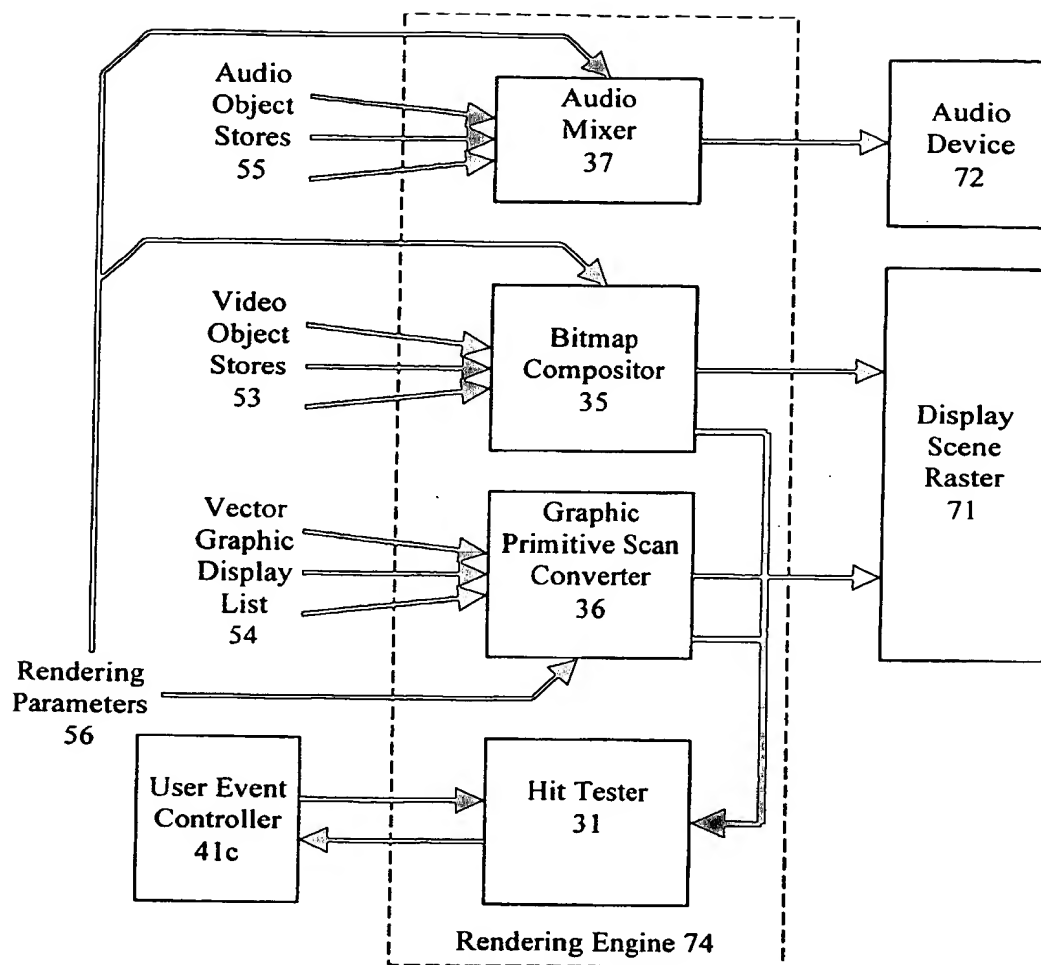 Audio
Object
Stores
55
Audio
Mixer
37
Audio
Device
72
Video
Object
Stores
53
Bitmap
Compositor
35
Display
Scene
Raster
71
Vector
Graphic
Display
List
54
Graphic
Primitive Scan
Converter
36
Rendering
Parameters
56
User Event
Controller
41c
Hit Tester
31
Rendering Engine 74